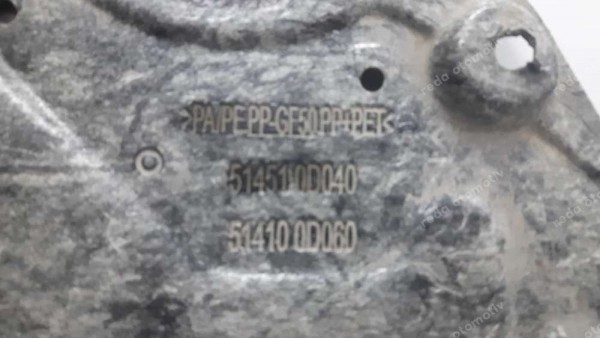 >PA/PE PP-GF50 PP+PET<
51451 0D040
51410 0D060